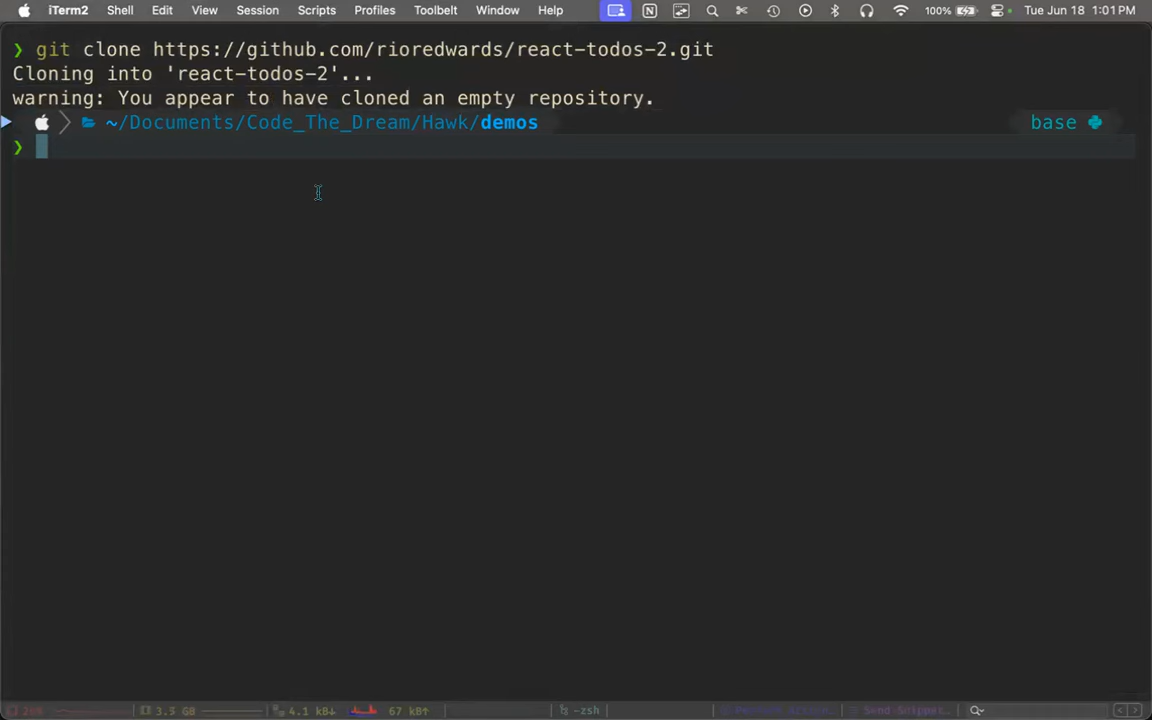 iTerm2 Shell Edit View Session Scripts Profiles Toolbelt Window Help 100% Tue Jun 18 1:01 PM
❯ git clone https://github.com/rioredwards/react-todos-2.git
Cloning into 'react-todos-2'...
warning: You appear to have cloned an empty repository.
~/Documents/Code_The_Dream/Hawk/demos base
❯
3.5 GB 4.1 kB↓ 67 kB↑ -zsh